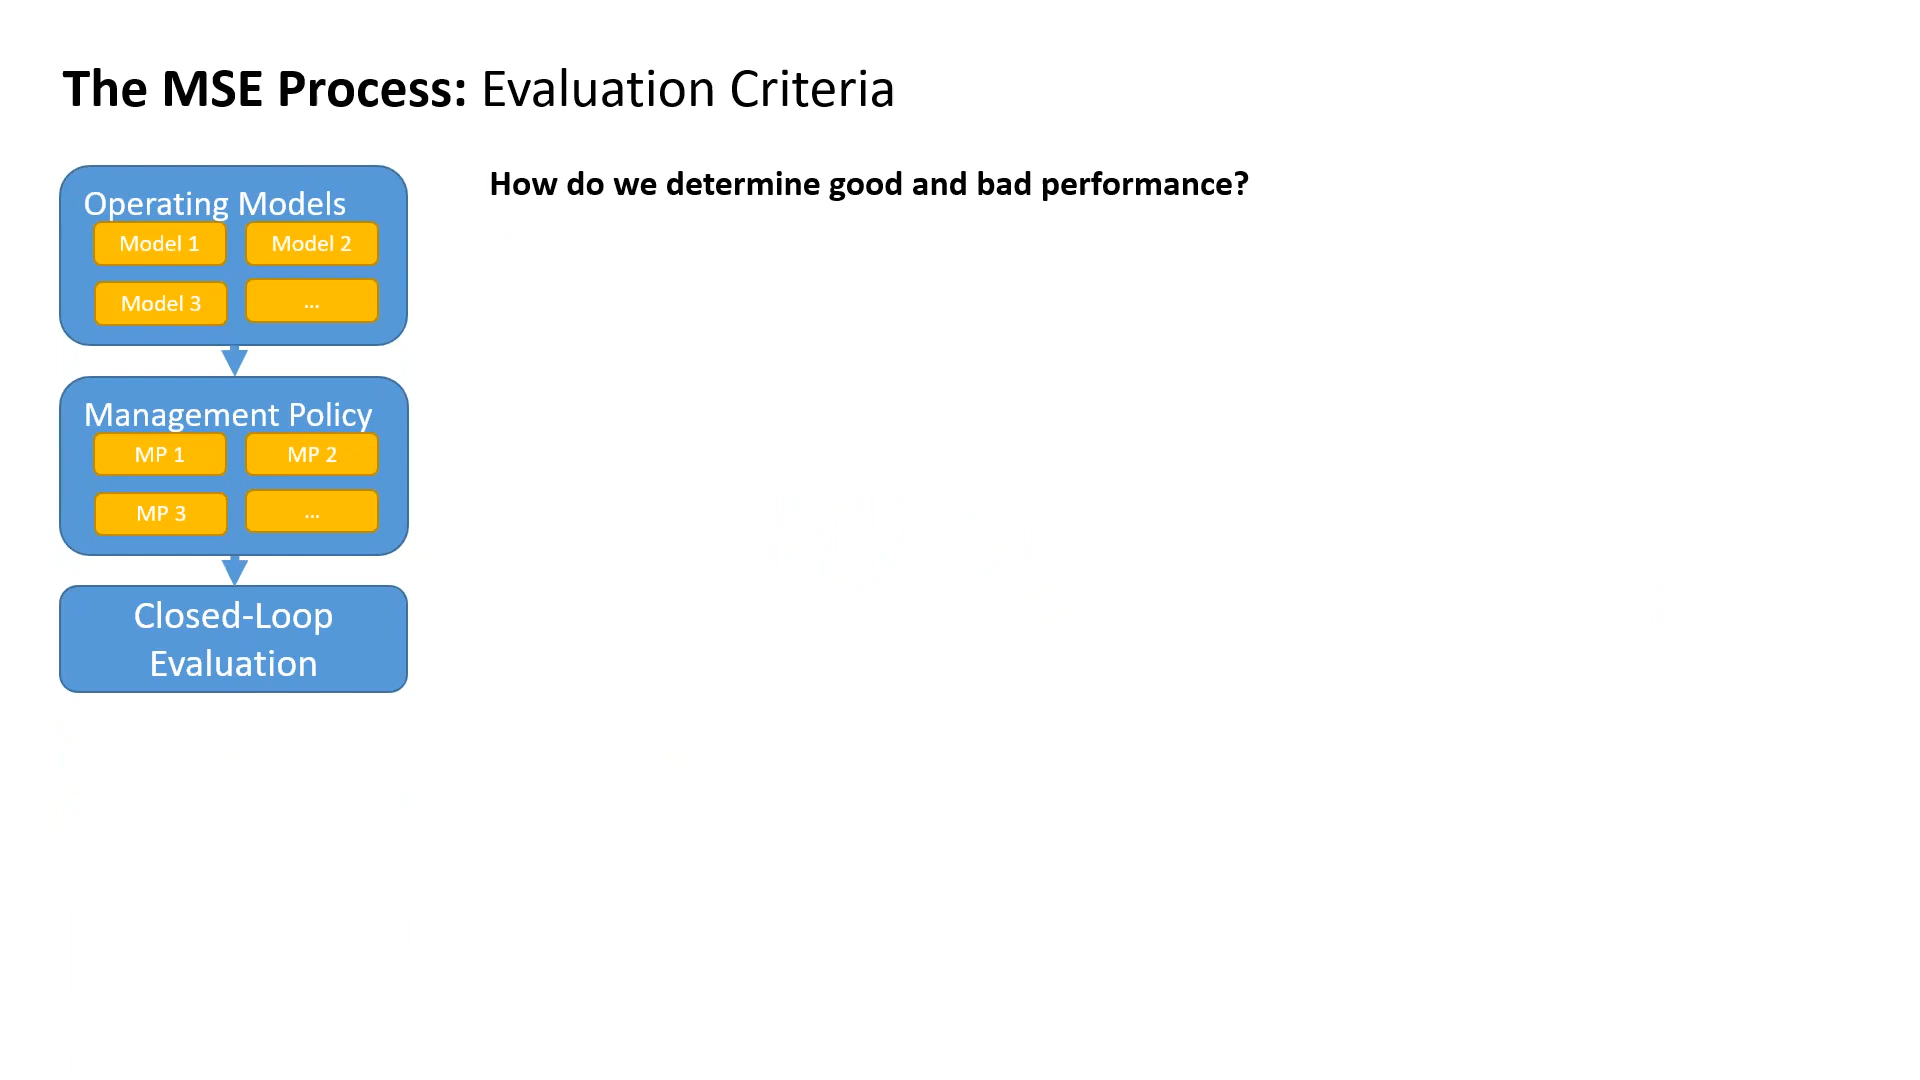 The MSE Process: Evaluation Criteria
How do we determine good and bad performance?
Operating Models
Model 1
Model 2
Model 3
...
Management Policy
MP 1
MP 2
MP 3
...
Closed-Loop
Evaluation